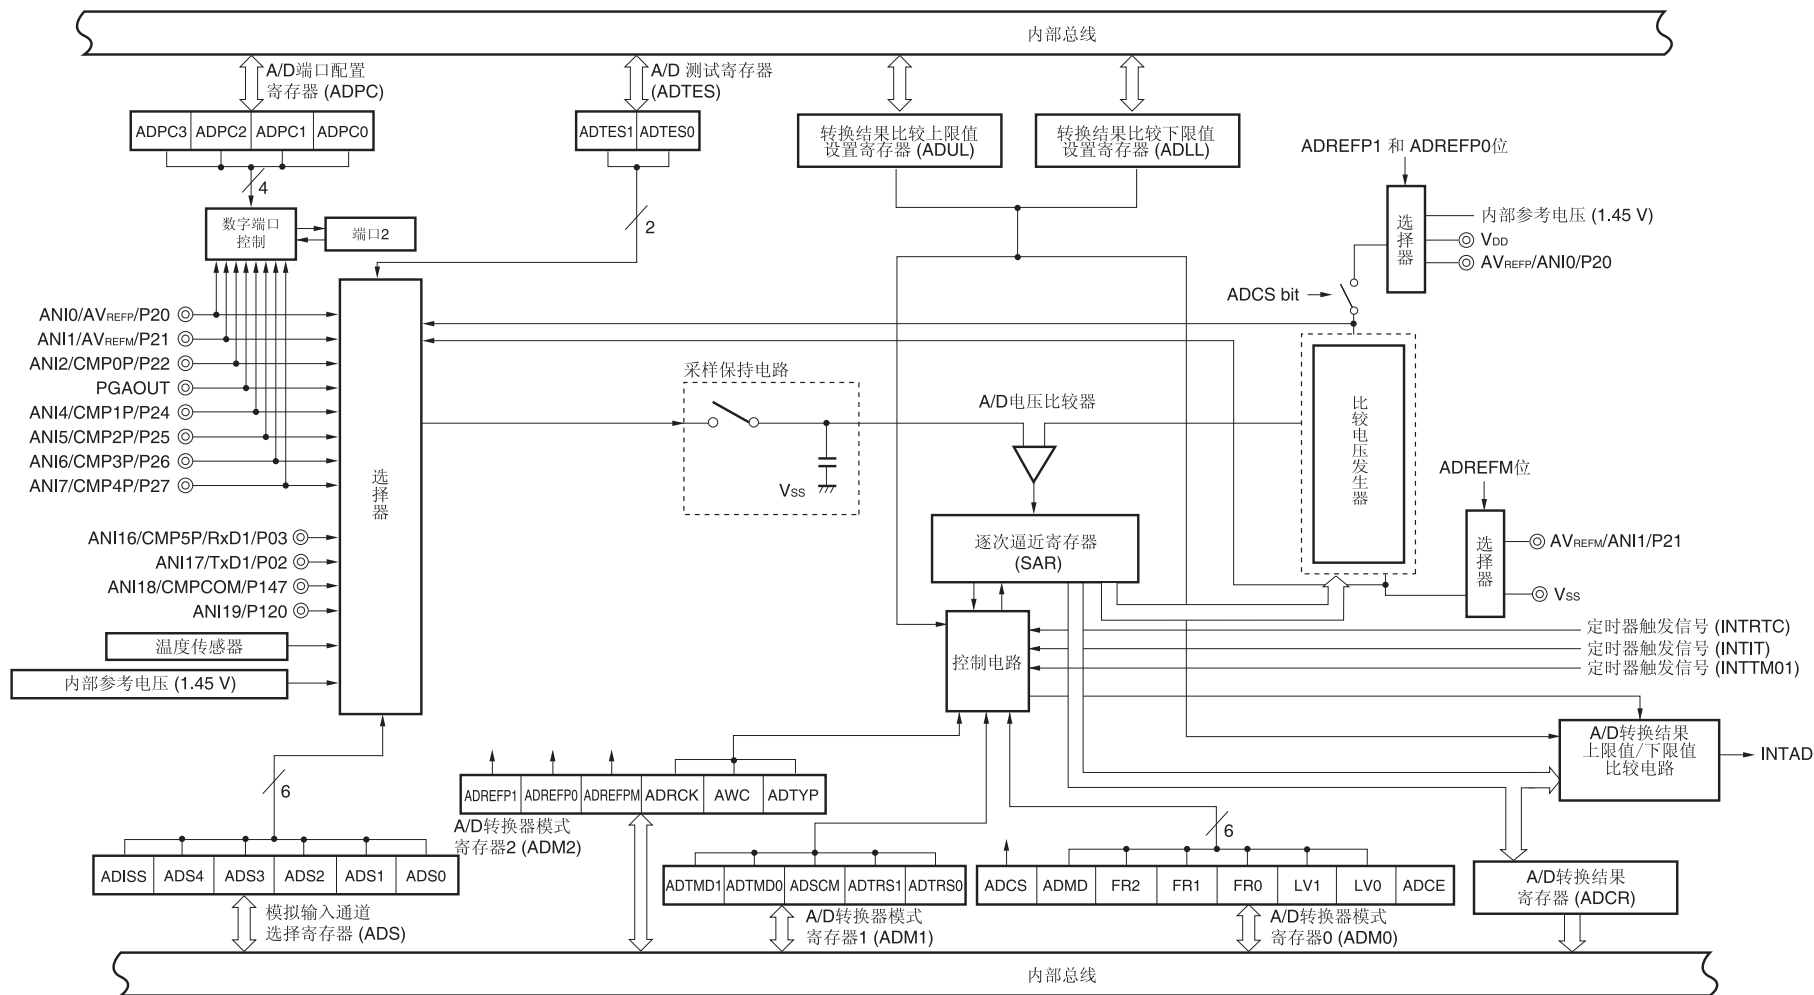 内部总线
A/D端口配置
寄存器 (ADPC)
A/D 测试寄存器
(ADTES)
ADPC3 ADPC2 ADPC1 ADPC0
ADTES1 ADTES0
转换结果比较上限值
设置寄存器 (ADUL)
转换结果比较下限值
设置寄存器 (ADLL)
ADREFP1 和 ADREFP0位
4
2
数字端口
控制
端口2
选择器
内部参考电压 (1.45 V)
VDD
AVREFP/ANI0/P20
ADCS bit
ANI0/AVREFP/P20
ANI1/AVREFM/P21
ANI2/CMP0P/P22
PGAOUT
ANI4/CMP1P/P24
ANI5/CMP2P/P25
ANI6/CMP3P/P26
ANI7/CMP4P/P27
ANI16/CMP5P/RxD1/P03
ANI17/TxD1/P02
ANI18/CMPCOM/P147
ANI19/P120
温度传感器
内部参考电压 (1.45 V)
选择器
采样保持电路
VSS
A/D电压比较器
比较电压发生器
ADREFM位
选择器
AVREFM/ANI1/P21
VSS
逐次逼近寄存器
(SAR)
控制电路
定时器触发信号 (INTRTC)
定时器触发信号 (INTIT)
定时器触发信号 (INTTM01)
A/D转换结果
上限值/下限值
比较电路
INTAD
6
ADREFP1 ADREFP0 ADREFPM ADRCK AWC ADTYP
A/D转换器模式
寄存器2 (ADM2)
6
ADISS ADS4 ADS3 ADS2 ADS1 ADS0
模拟输入通道
选择寄存器 (ADS)
ADTMD1 ADTMD0 ADSCM ADTRS1 ADTRS0
A/D转换器模式
寄存器1 (ADM1)
ADCS ADMD FR2 FR1 FR0 LV1 LV0 ADCE
A/D转换器模式
寄存器0 (ADM0)
A/D转换结果
寄存器 (ADCR)
内部总线